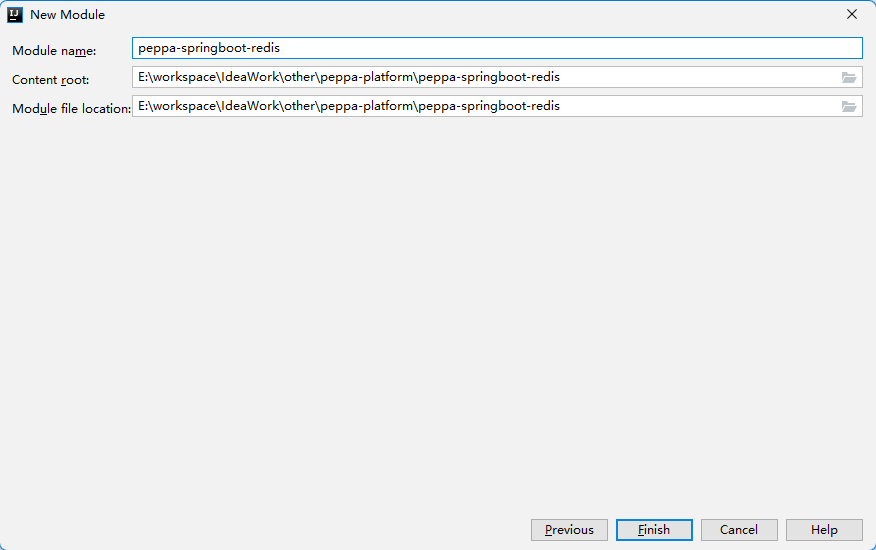 New Module
Module name: peppa-springboot-redis
Content root: E:\workspace\IdeaWork\other\peppa-platform\peppa-springboot-redis
Module file location: E:\workspace\IdeaWork\other\peppa-platform\peppa-springboot-redis
Previous Finish Cancel Help